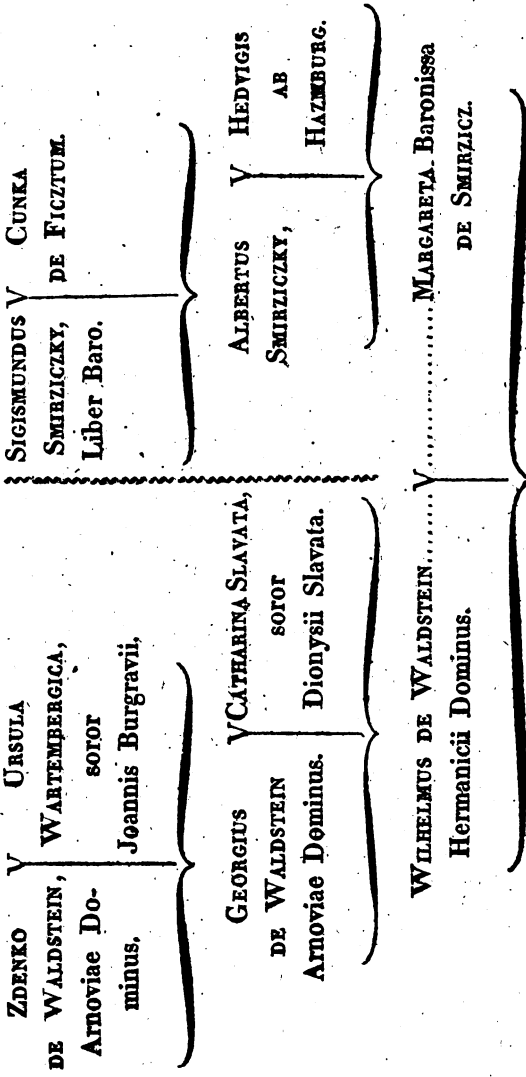 ZDENKO V URSULA
DE WALDSTEIN, WARTEMBERGICA,
Arnoviae Do- soror
minus. Joannis Burgravii,
SIGISMUNDUS V CUNKA
SMIRZICZKY, DE FICZTUM.
Liber Baro.
GEORGIUS V CATHARINA SLAVATA,
DE WALDSTEIN soror
Arnoviae Dominus. Dionysii Slavata.
ALBERTUS V HEDVIGIS
SMIRZICZKY, AB
HAZMBURG.
WILHELMUS DE WALDSTEIN........V................MARGARETA Baronissa
Hermanicii Dominus. DE SMIRZICZ.